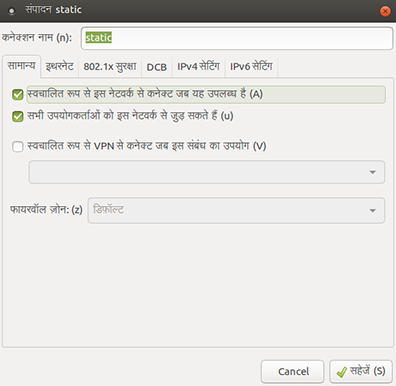 संपादन static
कनेक्शन नाम (n): static
सामान्य इथरनेट 802.1x सुरक्षा DCB IPv4 सेटिंग IPv6 सेटिंग
स्वचालित रूप से इस नेटवर्क से कनेक्ट जब यह उपलब्ध है (A)
सभी उपयोगकर्ताओं को इस नेटवर्क से जुड़ सकते हैं (u)
स्वचालित रूप से VPN से कनेक्ट जब इस संबंध का उपयोग (V)
फायरवॉल ज़ोन: (z) डिफ़ॉल्ट
Cancel सहेजें (S)